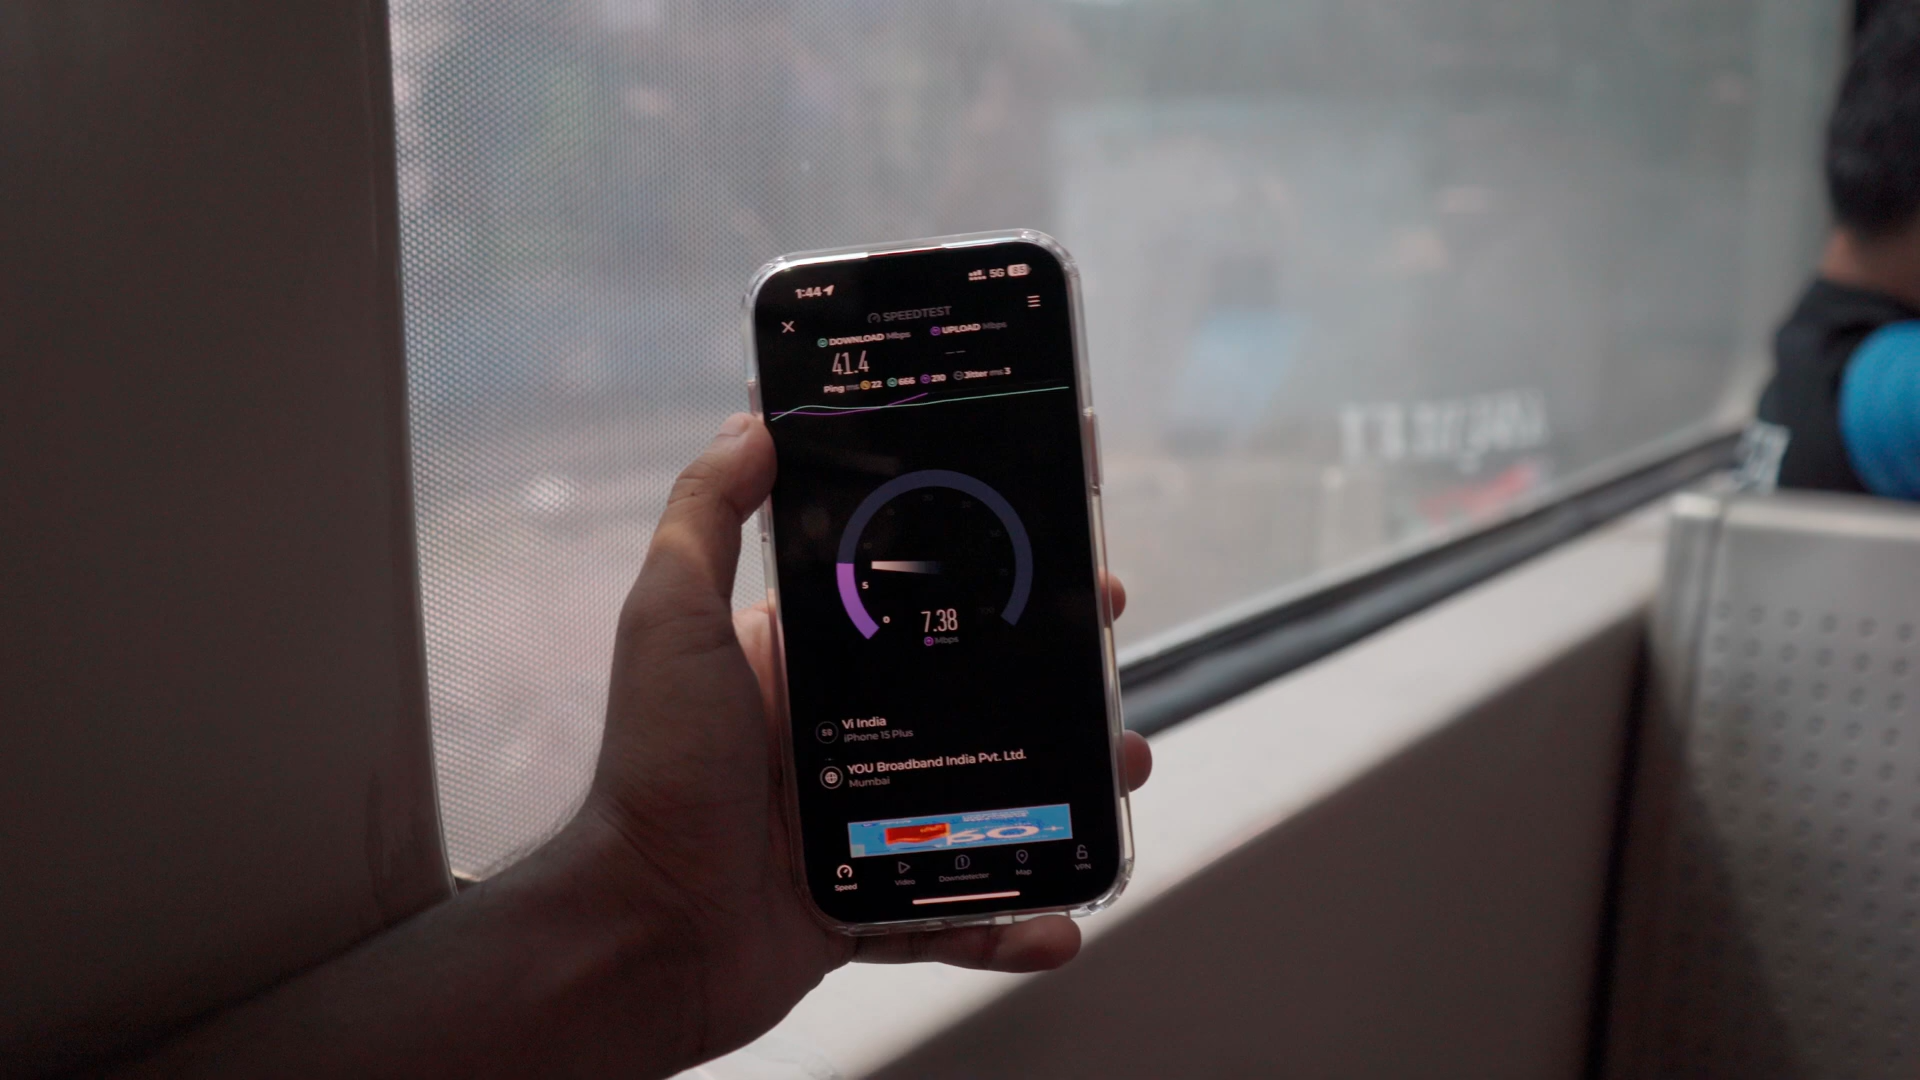 1:44 5G 85
SPEEDTEST
DOWNLOAD Mbps UPLOAD Mbps
41.4
Ping ms 22 666 210 Jitter ms 3
5
0
7.38
Mbps
Vi India
iPhone 15 Plus
YOU Broadband India Pvt. Ltd.
Mumbai
60+
Speed Video Downdetector Map VPN